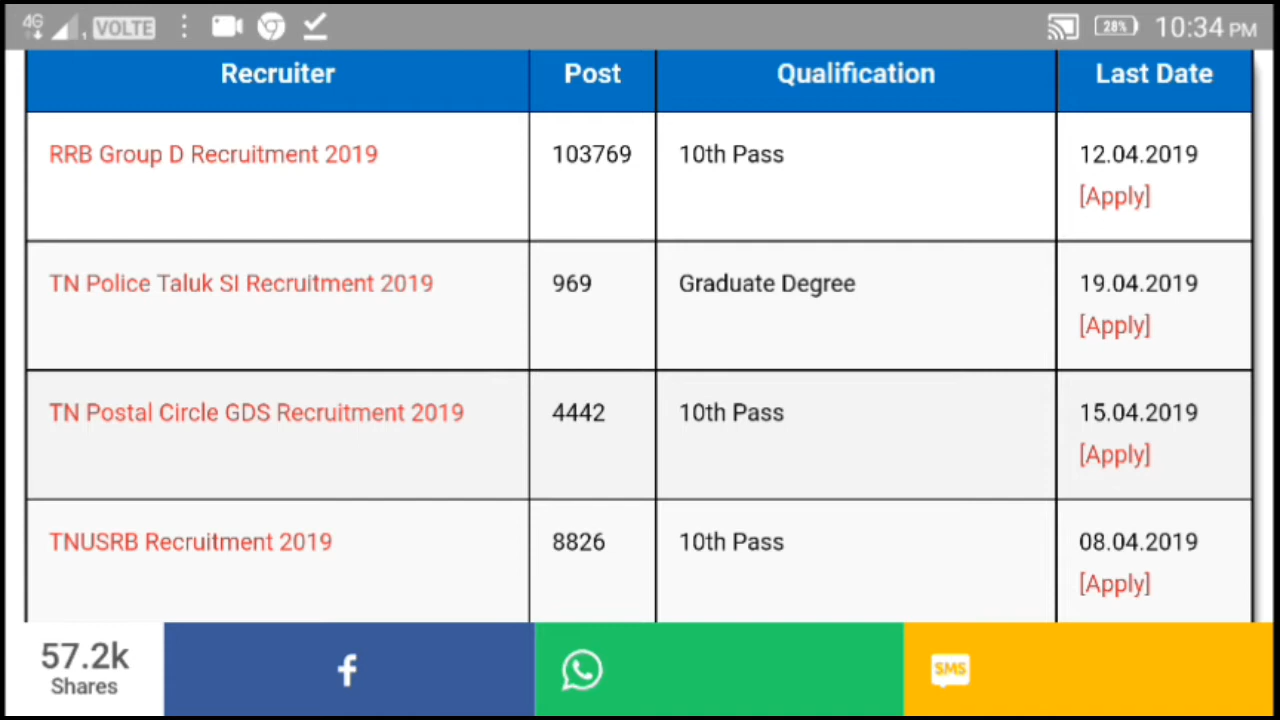 4G , VOLTE 28% 10:34 PM
Recruiter Post Qualification Last Date
RRB Group D Recruitment 2019 103769 10th Pass 12.04.2019
[Apply]
TN Police Taluk SI Recruitment 2019 969 Graduate Degree 19.04.2019
[Apply]
TN Postal Circle GDS Recruitment 2019 4442 10th Pass 15.04.2019
[Apply]
TNUSRB Recruitment 2019 8826 10th Pass 08.04.2019
[Apply]
57.2k
Shares
f
SMS